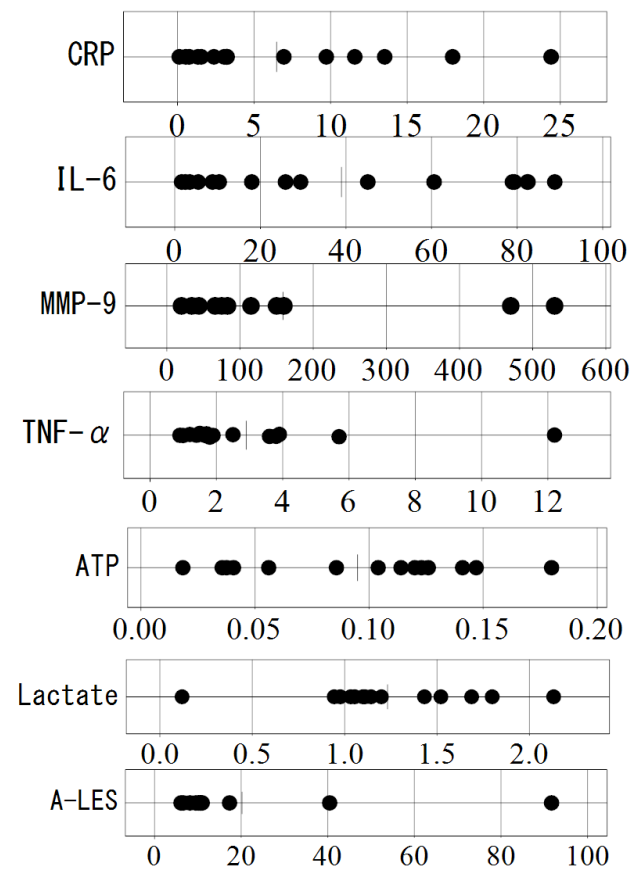 CRP
0 5 10 15 20 25
IL-6
0 20 40 60 80 100
MMP-9
0 100 200 300 400 500 600
TNF-α
0 2 4 6 8 10 12
ATP
0.00 0.05 0.10 0.15 0.20
Lactate
0.0 0.5 1.0 1.5 2.0
A-LES
0 20 40 60 80 100